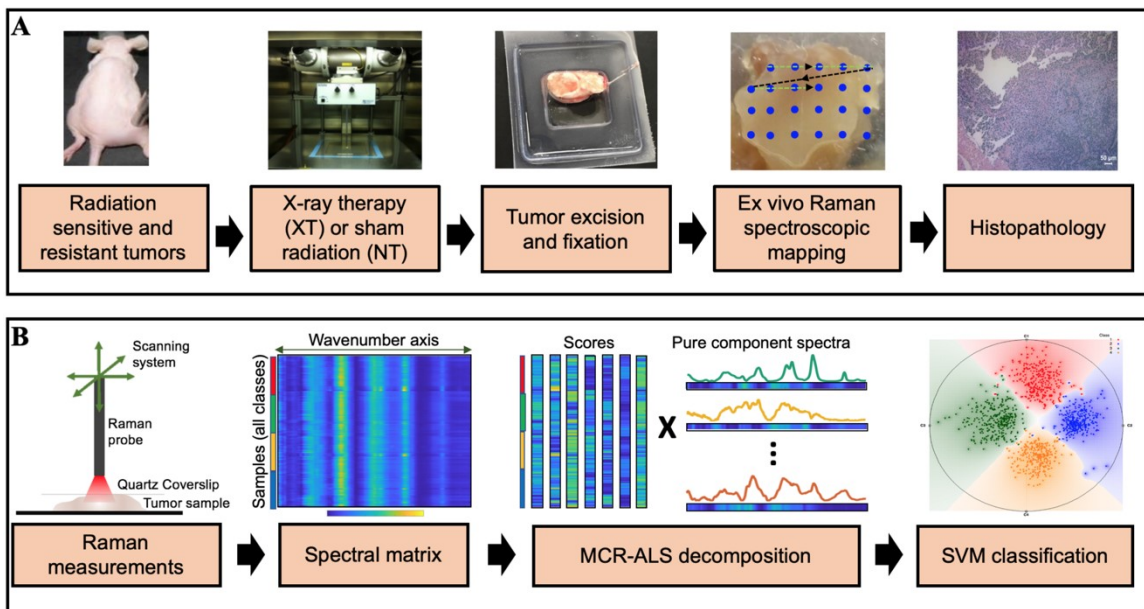 A
50 µm
Radiation
sensitive and
resistant tumors
X-ray therapy
(XT) or sham
radiation (NT)
Tumor excision
and fixation
Ex vivo Raman
spectroscopic
mapping
Histopathology
B
Scanning
system
Raman
probe
Quartz Coverslip
Tumor sample
Wavenumber axis
Samples (all classes)
Scores
X
Pure component spectra
Raman
measurements
Spectral matrix
MCR-ALS decomposition
SVM classification